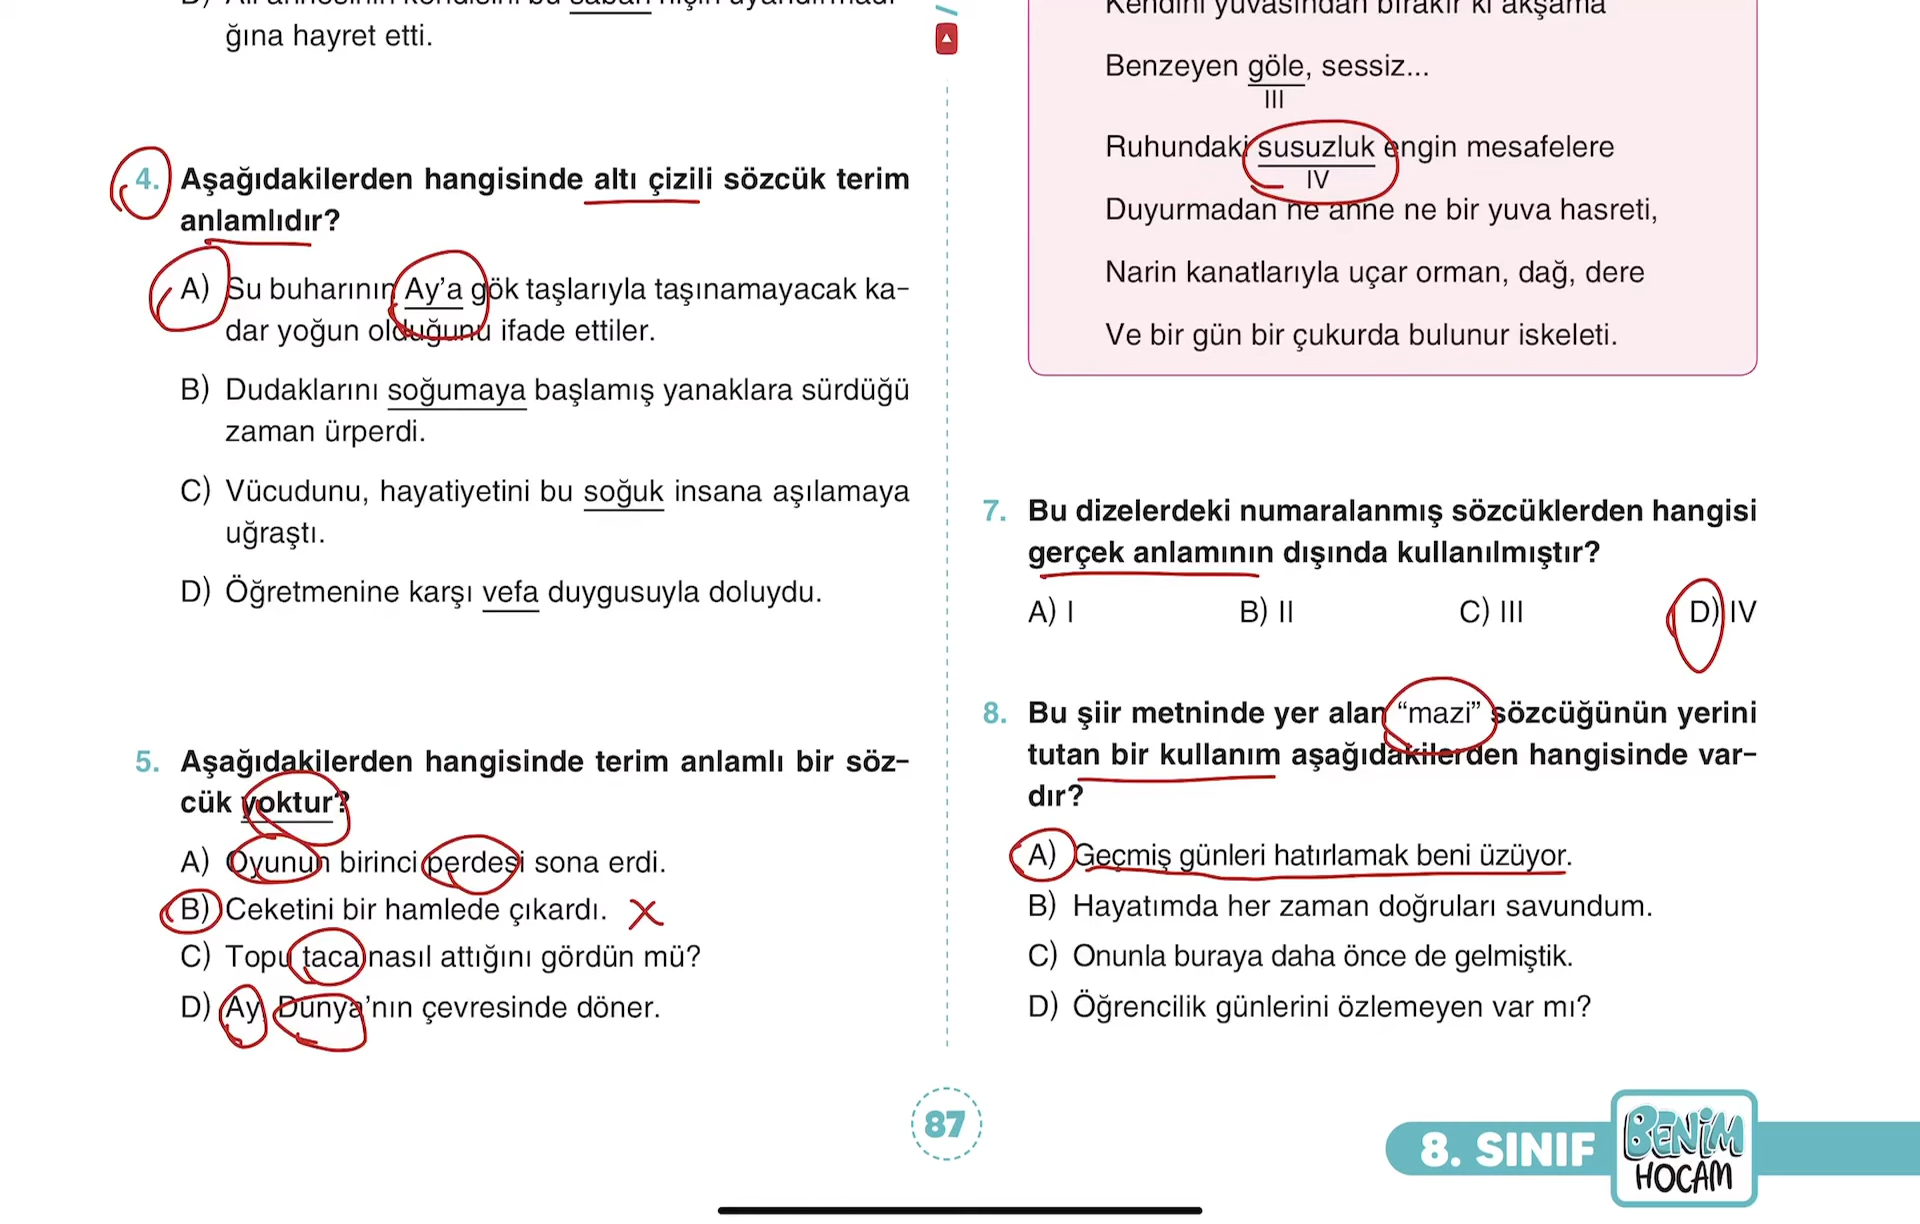 ğına hayret etti.
4. Aşağıdakilerden hangisinde altı çizili sözcük terim
anlamlıdır?
A) Su buharının Ay’a gök taşlarıyla taşınamayacak ka-
dar yoğun olduğunu ifade ettiler.
B) Dudaklarını soğumaya başlamış yanaklara sürdüğü
zaman ürperdi.
C) Vücudunu, hayatiyetini bu soğuk insana aşılamaya
uğraştı.
D) Öğretmenine karşı vefa duygusuyla doluydu.
5. Aşağıdakilerden hangisinde terim anlamlı bir söz-
cük yoktur?
A) Oyunun birinci perdesi sona erdi.
B) Ceketini bir hamlede çıkardı.
C) Topu taca nasıl attığını gördün mü?
D) Ay, Dünya’nın çevresinde döner.
Kendini yuvasından bırakır ki akşama
Benzeyen göle, sessiz...
III
Ruhundaki susuzluk engin mesafelere
IV
Duyurmadan ne anne ne bir yuva hasreti,
Narin kanatlarıyla uçar orman, dağ, dere
Ve bir gün bir çukurda bulunur iskeleti.
7. Bu dizelerdeki numaralanmış sözcüklerden hangisi
gerçek anlamının dışında kullanılmıştır?
A) I B) II C) III D) IV
8. Bu şiir metninde yer alan “mazi” sözcüğünün yerini
tutan bir kullanım aşağıdakilerden hangisinde var-
dır?
A) Geçmiş günleri hatırlamak beni üzüyor.
B) Hayatımda her zaman doğruları savundum.
C) Onunla buraya daha önce de gelmiştik.
D) Öğrencilik günlerini özlemeyen var mı?
87
8. SINIF
BENİM
HOCAM